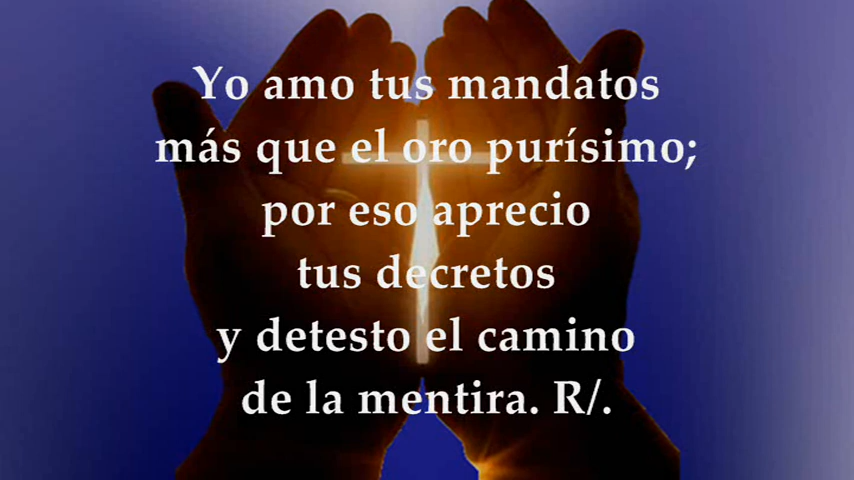 Yo amo tus mandatos
más que el oro purísimo;
por eso aprecio
tus decretos
y detesto el camino
de la mentira. R/.